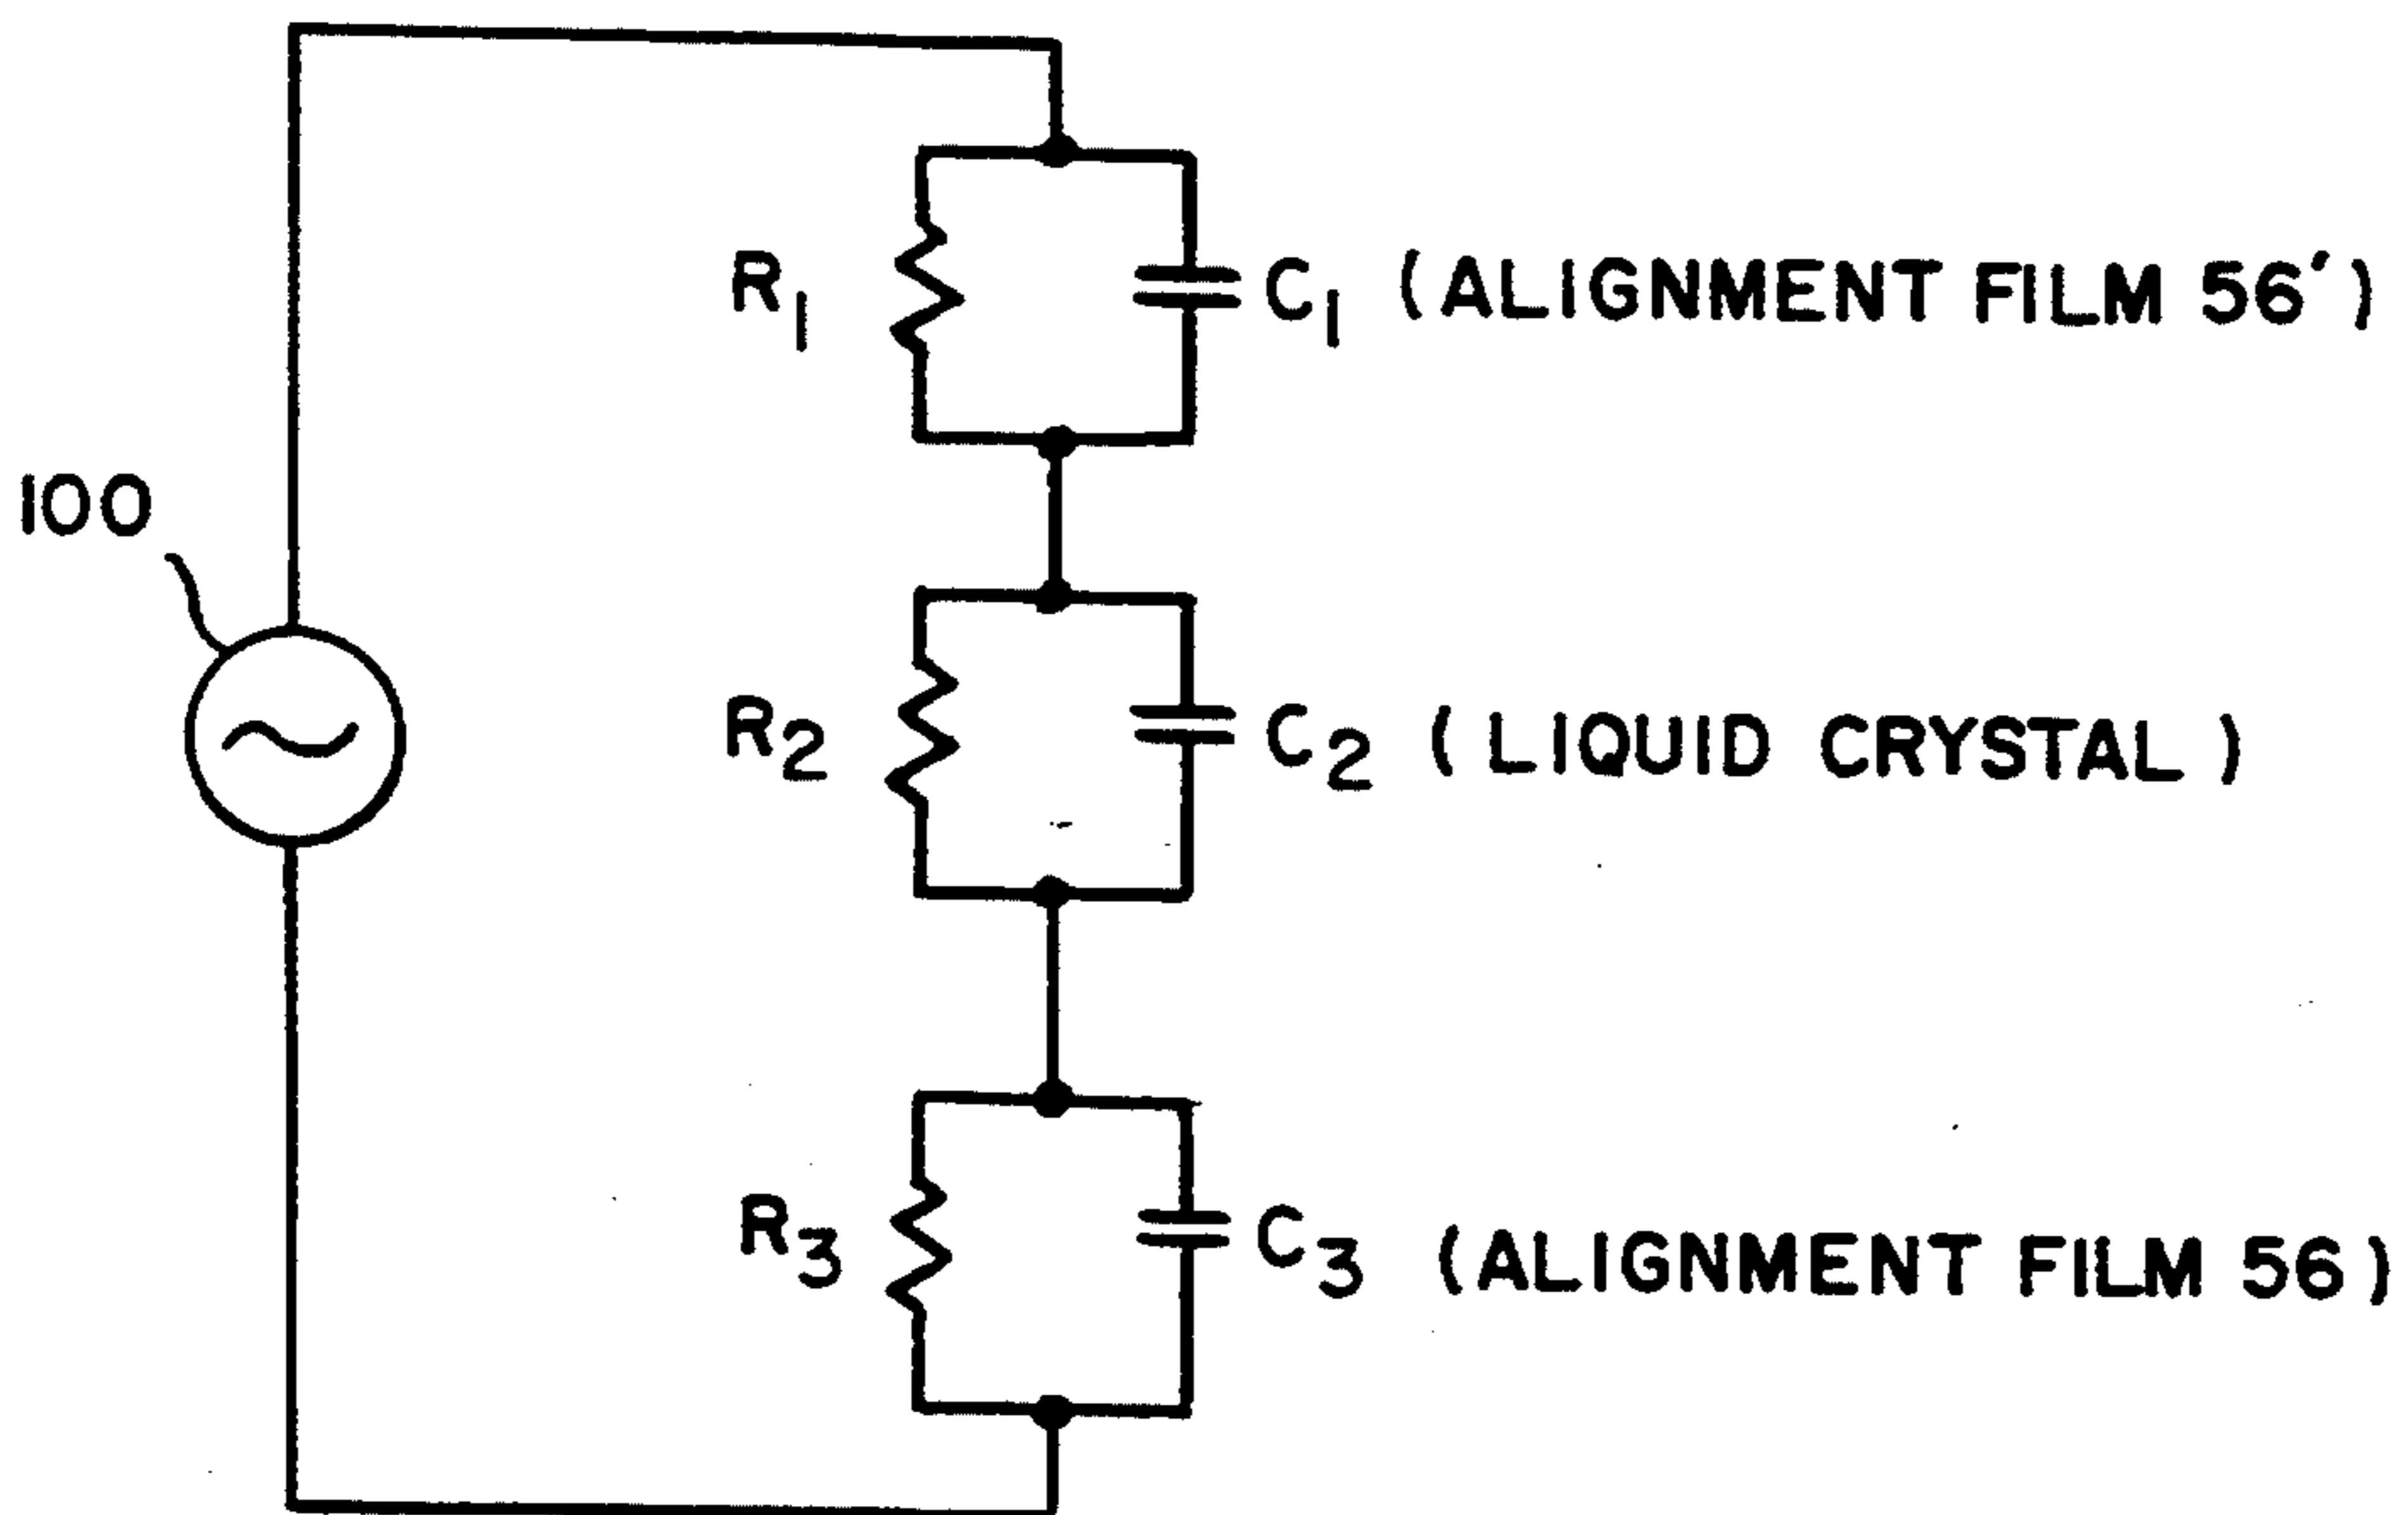 R1 C1 (ALIGNMENT FILM 56′)
100
R2 C2 (LIQUID CRYSTAL)
R3 C3 (ALIGNMENT FILM 56)